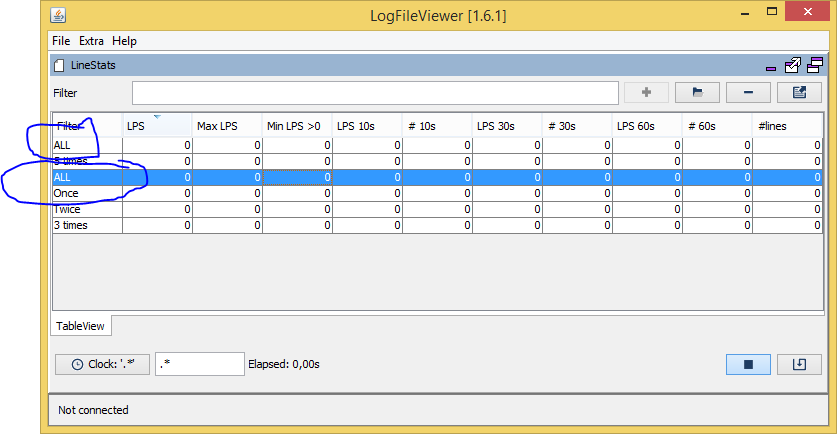 LogFileViewer [1.6.1]
File Extra Help
LineStats
Filter
Filter LPS Max LPS Min LPS >0 LPS 10s # 10s LPS 30s # 30s LPS 60s # 60s #lines
ALL 0 0 0 0 0 0 0 0 0 0
5 times 0 0 0 0 0 0 0 0 0 0
ALL 0 0 0 0 0 0 0 0 0 0
Once 0 0 0 0 0 0 0 0 0 0
Twice 0 0 0 0 0 0 0 0 0 0
3 times 0 0 0 0 0 0 0 0 0 0
TableView
Clock: '.*' .* Elapsed: 0,00s
Not connected